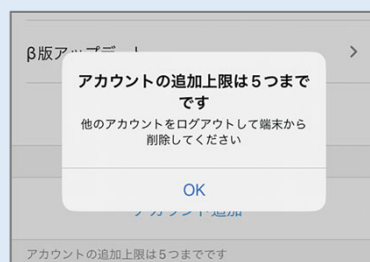 β版アップデート
アカウントの追加上限は5つまで
です
他のアカウントをログアウトして端末から
削除してください
OK
アカウント追加
アカウントの追加上限は5つまでです